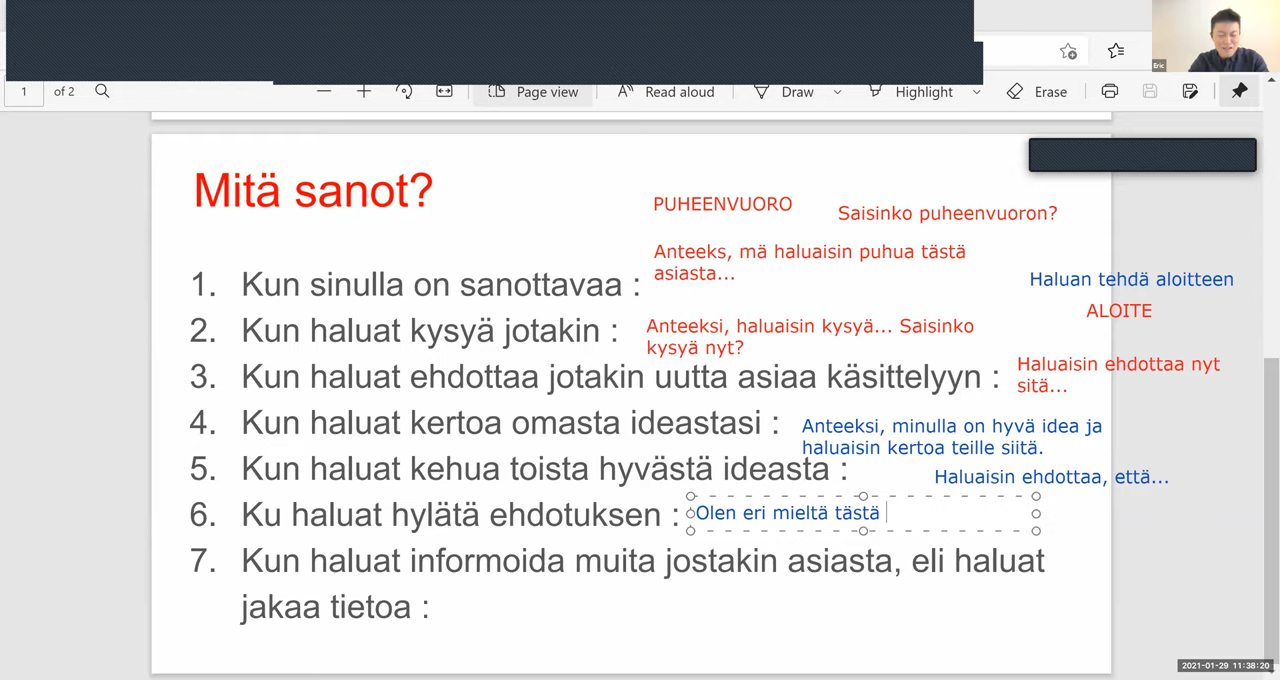 Eric
1
of 2
Page view
Read aloud
Draw
Highlight
Erase
Mitä sanot?
PUHEENVUORO
Saisinko puheenvuoron?
Anteeks, mä haluaisin puhua tästä
asiasta...
1. Kun sinulla on sanottavaa :
Haluan tehdä aloitteen
ALOITE
2. Kun haluat kysyä jotakin :
Anteeksi, haluaisin kysyä... Saisinko
kysyä nyt?
3. Kun haluat ehdottaa jotakin uutta asiaa käsittelyyn :
Haluaisin ehdottaa nyt
sitä...
4. Kun haluat kertoa omasta ideastasi :
Anteeksi, minulla on hyvä idea ja
haluaisin kertoa teille siitä.
5. Kun haluat kehua toista hyvästä ideasta :
Haluaisin ehdottaa, että...
6. Ku haluat hylätä ehdotuksen :
Olen eri mieltä tästä
7. Kun haluat informoida muita jostakin asiasta, eli haluat
jakaa tietoa :
2021-01-29 11:38:20